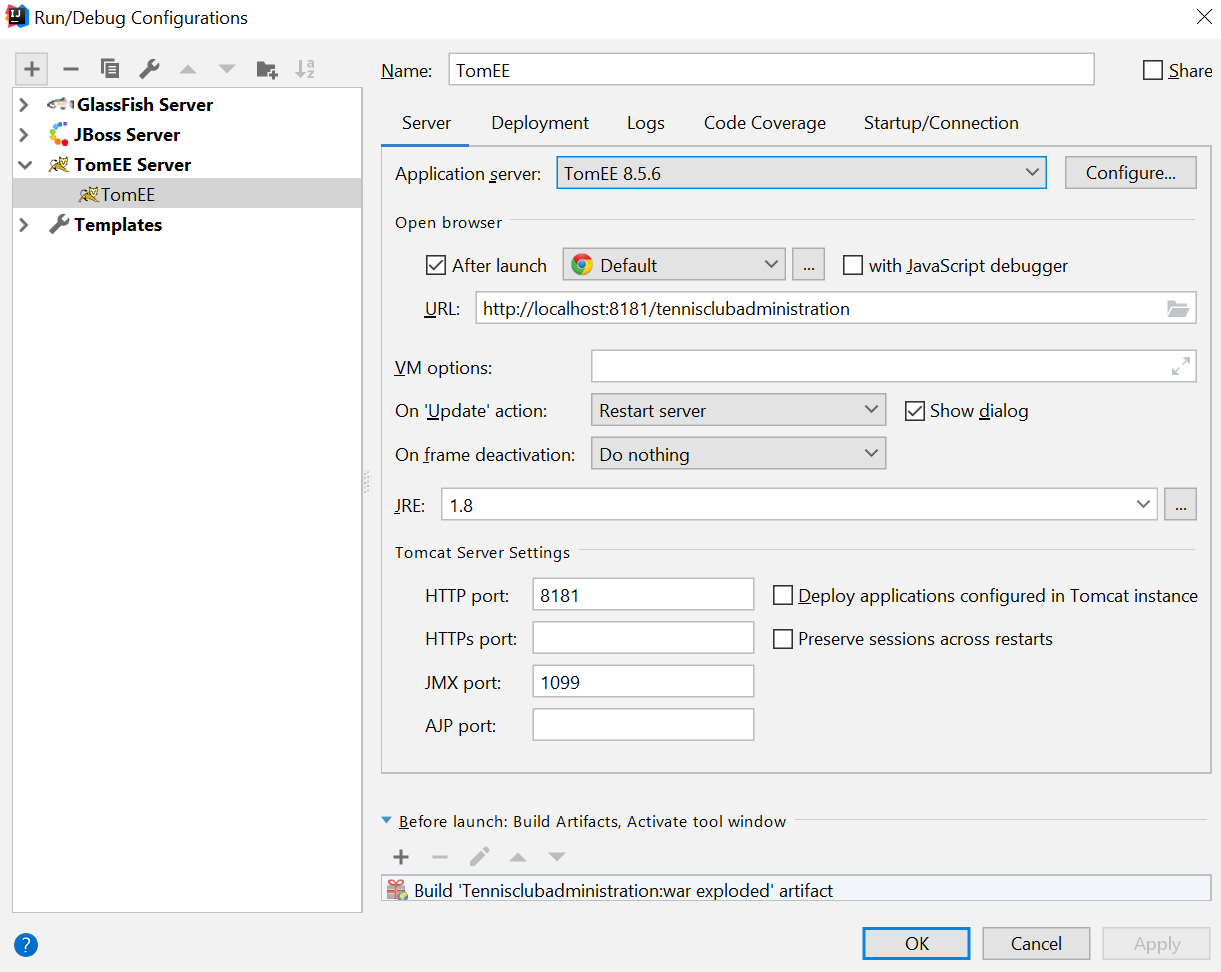 Run/Debug Configurations
Name: TomEE Share
GlassFish Server
JBoss Server
TomEE Server
TomEE
Templates
Server Deployment Logs Code Coverage Startup/Connection
Application server: TomEE 8.5.6 Configure...
Open browser
After launch Default ... with JavaScript debugger
URL: http://localhost:8181/tennisclubadministration
VM options:
On 'Update' action: Restart server Show dialog
On frame deactivation: Do nothing
JRE: 1.8 ...
Tomcat Server Settings
HTTP port: 8181 Deploy applications configured in Tomcat instance
HTTPs port: Preserve sessions across restarts
JMX port: 1099
AJP port:
Before launch: Build Artifacts, Activate tool window
Build 'Tennisclubadministration:war exploded' artifact
? OK Cancel Apply